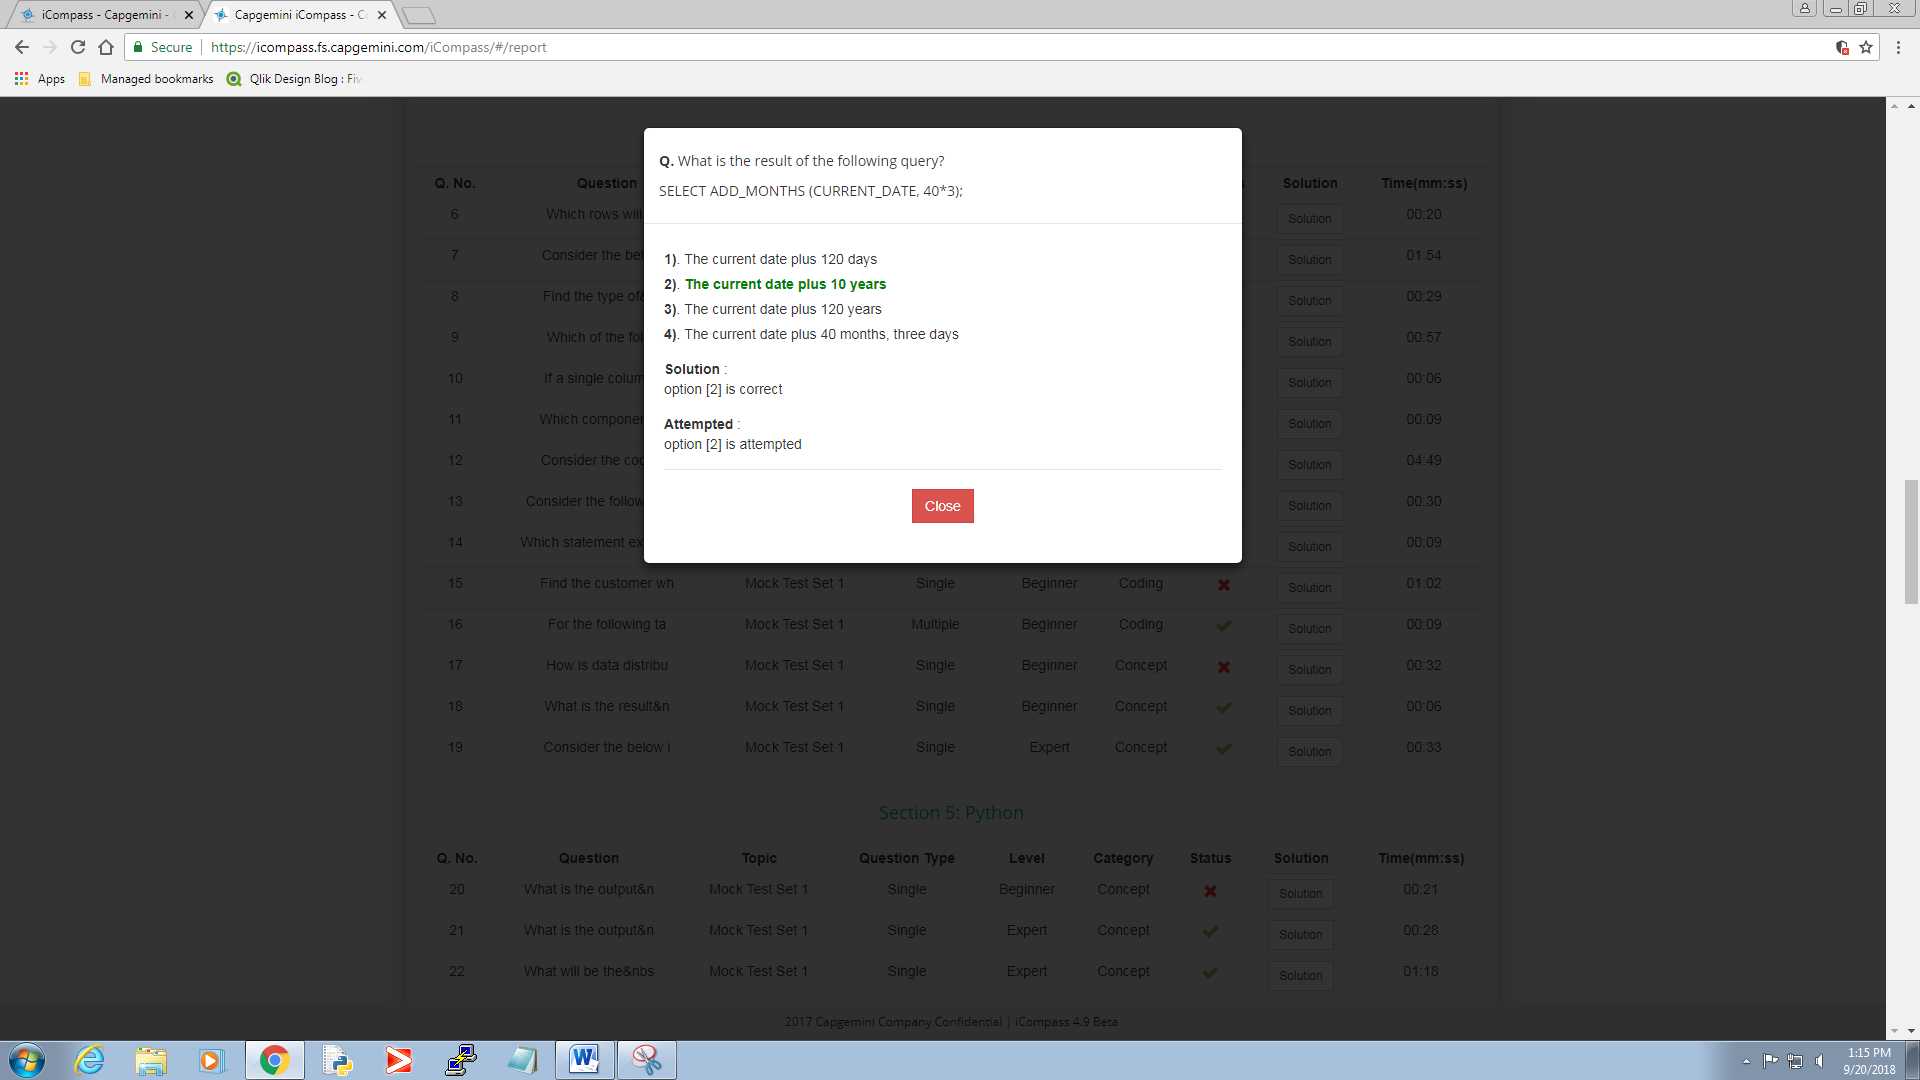 iCompass - Capgemini -
Capgemini iCompass - Co
Secure
https://icompass.fs.capgemini.com/iCompass/#/report
Apps
Managed bookmarks
Qlik Design Blog : Fiv
Q. What is the result of the following query?
SELECT ADD_MONTHS (CURRENT_DATE, 40*3);
1). The current date plus 120 days
2). The current date plus 10 years
3). The current date plus 120 years
4). The current date plus 40 months, three days
Solution :
option [2] is correct
Attempted :
option [2] is attempted
Close
Q. No. Question Solution Time(mm:ss)
6 Which rows will Solution 00:20
7 Consider the bel Solution 01:54
8 Find the type of& Solution 00:29
9 Which of the fol Solution 00:57
10 If a single colum Solution 00:06
11 Which componen Solution 00:09
12 Consider the cod Solution 04:49
13 Consider the follow Solution 00:30
14 Which statement ex Solution 00:09
15 Find the customer wh Mock Test Set 1 Single Beginner Coding Solution 01:02
16 For the following ta Mock Test Set 1 Multiple Beginner Coding Solution 00:09
17 How is data distribu Mock Test Set 1 Single Beginner Concept Solution 00:32
18 What is the result&n Mock Test Set 1 Single Beginner Concept Solution 00:06
19 Consider the below i Mock Test Set 1 Single Expert Concept Solution 00:33
Section 5: Python
Q. No. Question Topic Question Type Level Category Status Solution Time(mm:ss)
20 What is the output&n Mock Test Set 1 Single Beginner Concept Solution 00:21
21 What is the output&n Mock Test Set 1 Single Expert Concept Solution 00:28
22 What will be the&nbs Mock Test Set 1 Single Expert Concept Solution 01:18
2017 Capgemini Company Confidential | iCompass 4.9 Beta
1:15 PM
9/20/2018